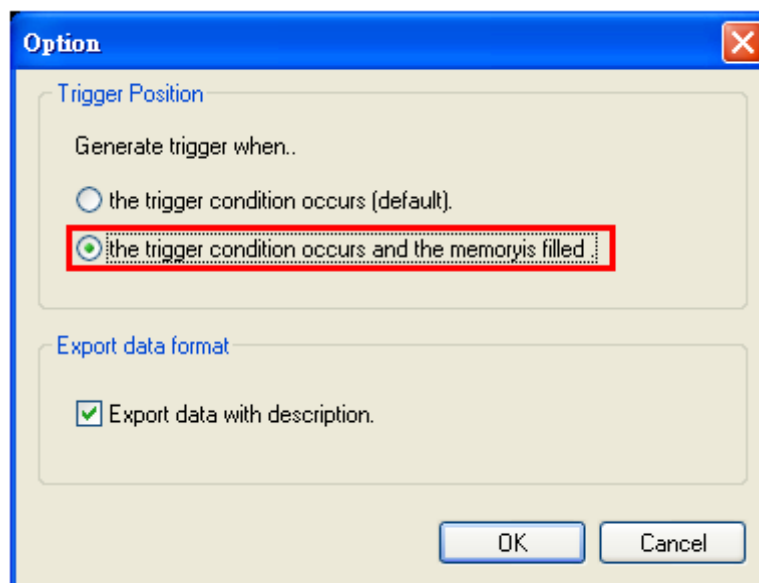 Option
Trigger Position
Generate trigger when..
the trigger condition occurs (default).
the trigger condition occurs and the memoryis filled .
Export data format
Export data with description.
OK
Cancel